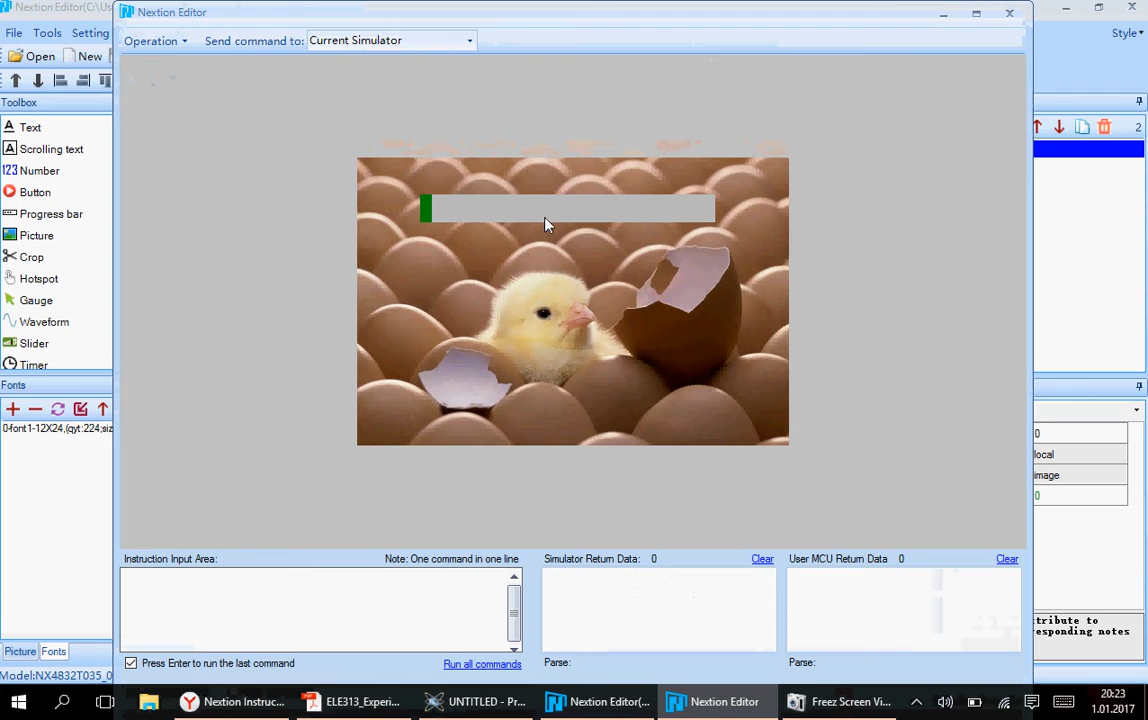 Nextion Editor(C:\Us
Nextion Editor
File Tools Setting
Operation Send command to: Current Simulator
Style
Open New
Toolbox
Text
Scrolling text
Number
Button
Progress bar
Picture
Crop
Hotspot
Gauge
Waveform
Slider
Timer
2
Fonts
0-font1-12X24,(qyt:224;siz
0
local
image
0
Instruction Input Area: Note: One command in one line
Simulator Return Data: 0 Clear
User MCU Return Data 0 Clear
Press Enter to run the last command Run all commands
Parse:
Parse:
tribute to
esponding notes
Picture Fonts
Model:NX4832T035_0
Nextion Instruc...
ELE313_Experi...
UNTITLED - Pr...
Nextion Editor(...
Nextion Editor
Freez Screen Vi...
20:23
1.01.2017